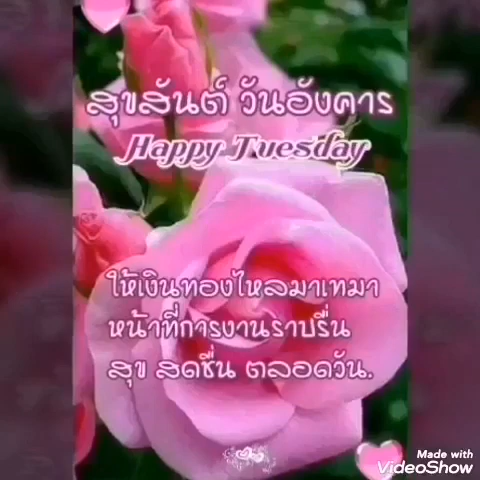 สุขสันต์ วันอังคาร
Happy Tuesday
ให้เงินทองไหลมาเทมา
หน้าที่การงานราบรื่น
สุข สดชื่น ตลอดวัน.
Made with
VideoShow